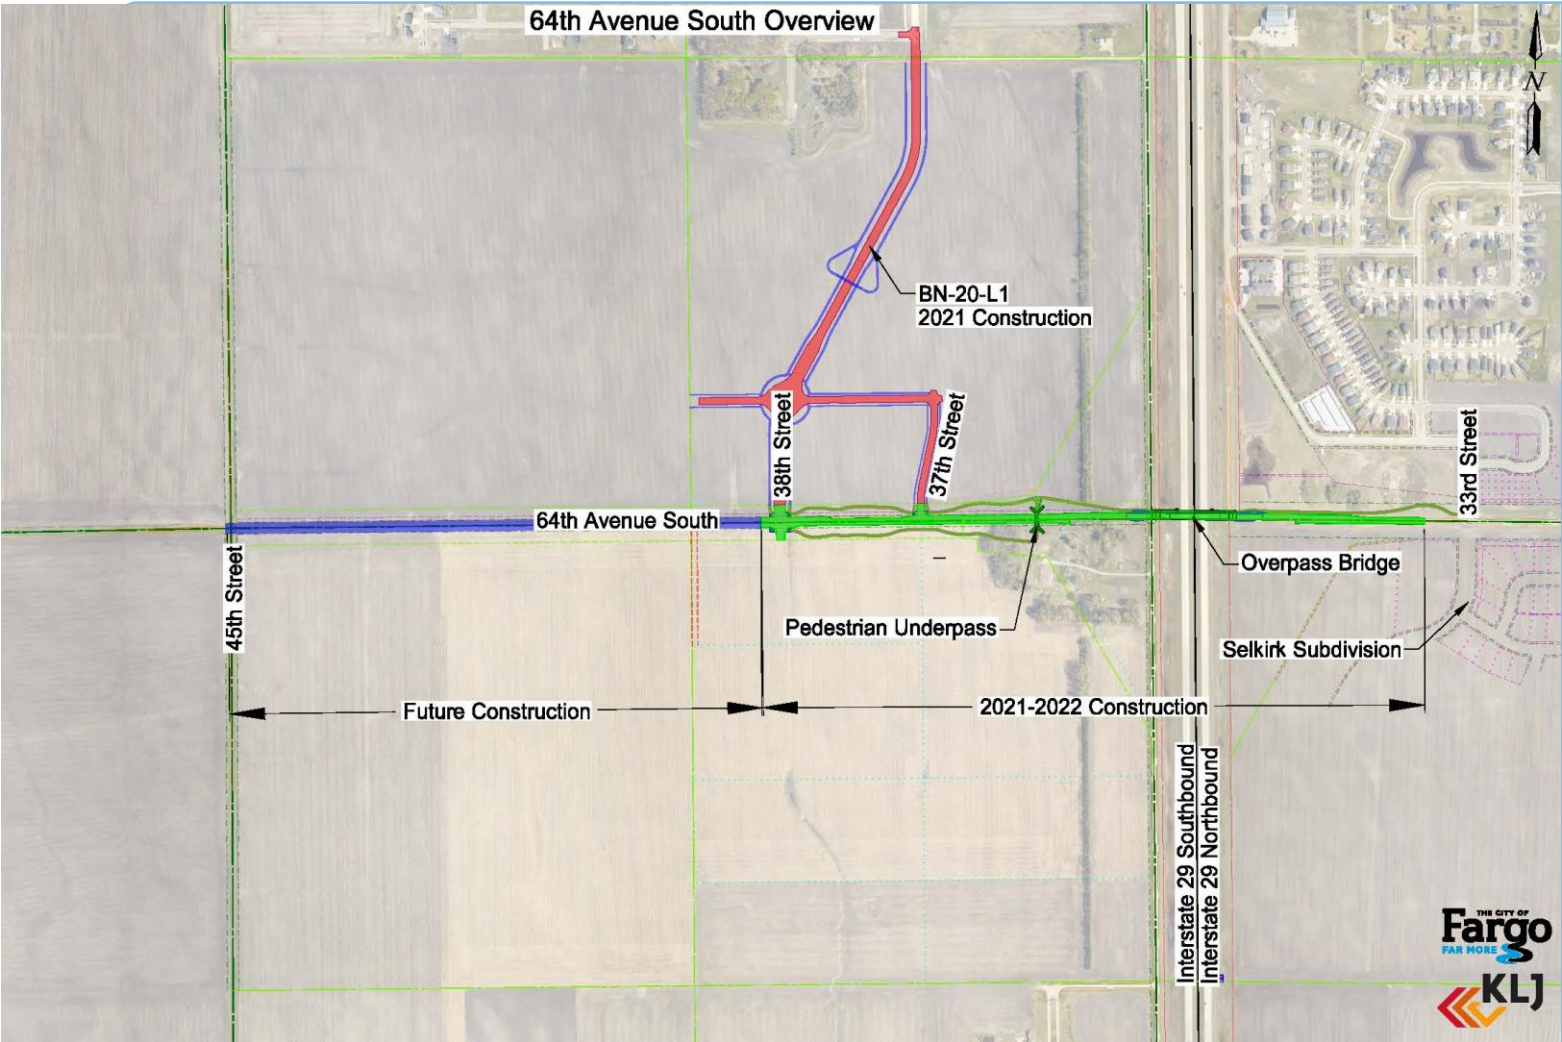 64th Avenue South Overview
N
BN-20-L1
2021 Construction
38th Street
37th Street
33rd Street
64th Avenue South
45th Street
Overpass Bridge
Pedestrian Underpass
Selkirk Subdivision
Future Construction
2021-2022 Construction
Interstate 29 Southbound
Interstate 29 Northbound
THE CITY OF
Fargo
FAR MORE
KLJ